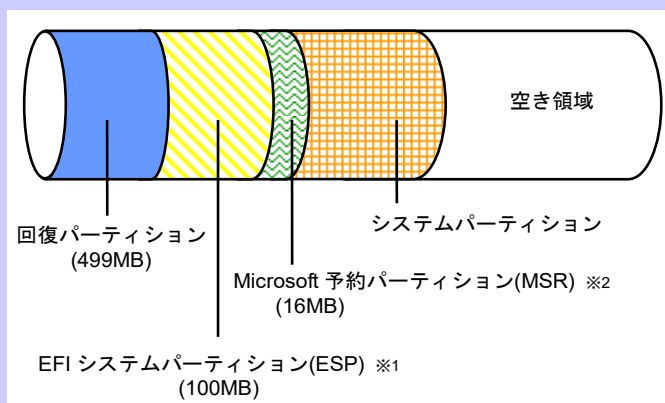 空き領域
システムパーティション
回復パーティション
(499MB)
Microsoft 予約パーティション(MSR) ※2
(16MB)
EFI システムパーティション(ESP) ※1
(100MB)